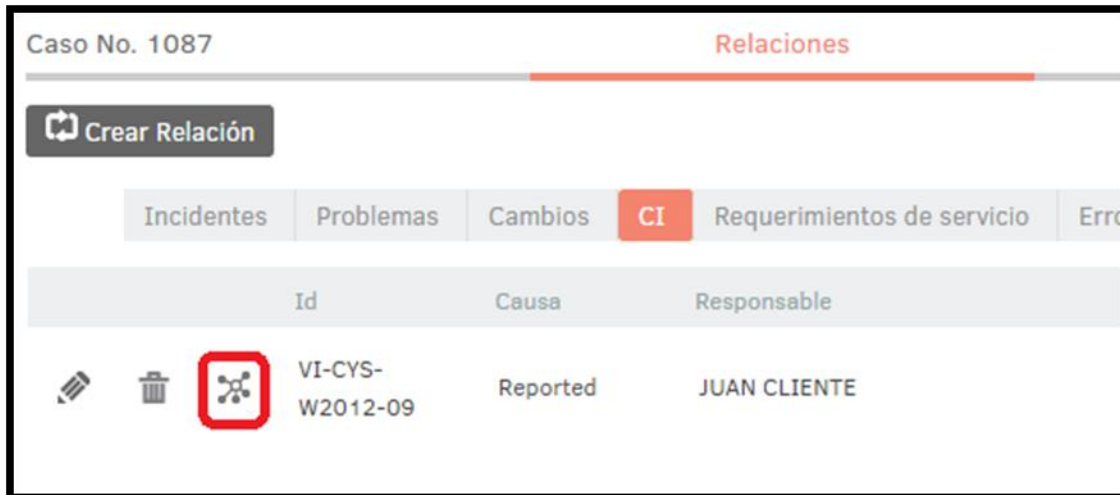 Caso No. 1087 Relaciones
Crear Relación
Incidentes Problemas Cambios CI Requerimientos de servicio
Id Causa Responsable
VI-CYS-
W2012-09 Reported JUAN CLIENTE